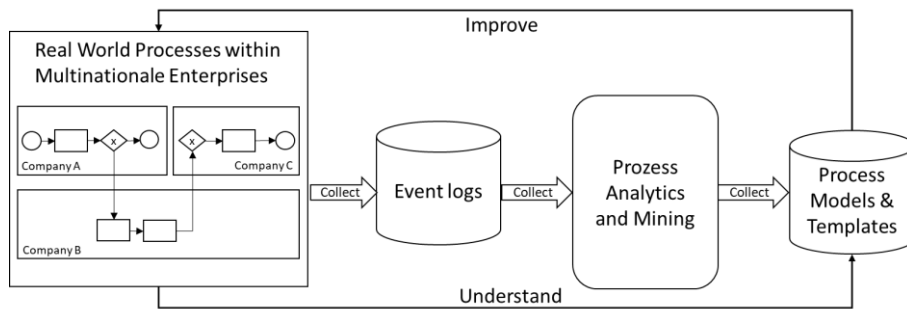 Improve
Real World Processes within
Multinationale Enterprises
x
x
Company A
Company C
Company B
Collect
Event logs
Collect
Prozess
Analytics
and Mining
Collect
Process
Models &
Templates
Understand